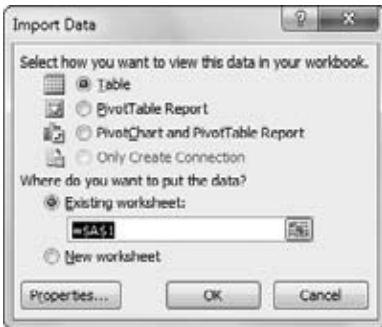 Import Data
Select how you want to view this data in your workbook.
Table
PivotTable Report
PivotChart and PivotTable Report
Only Create Connection
Where do you want to put the data?
Existing worksheet:
=$A$1
New worksheet
Properties... OK Cancel